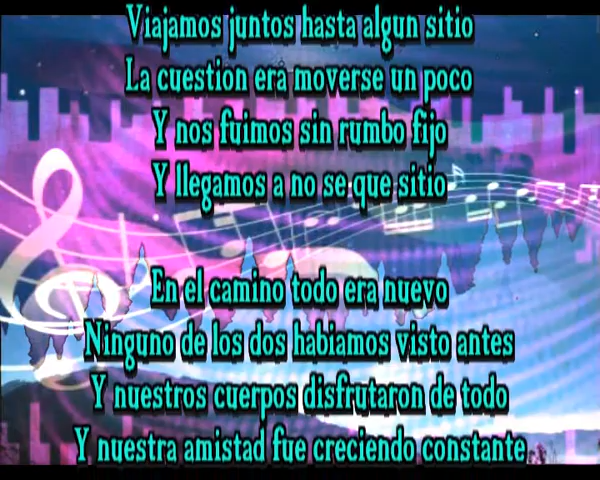 Viajamos juntos hasta algun sitio
La cuestion era moverse un poco
Y nos fuimos sin rumbo fijo
Y llegamos a no se que sitio
En el camino todo era nuevo
Ninguno de los dos habiamos visto antes
Y nuestros cuerpos disfrutaron de todo
Y nuestra amistad fue creciendo constante